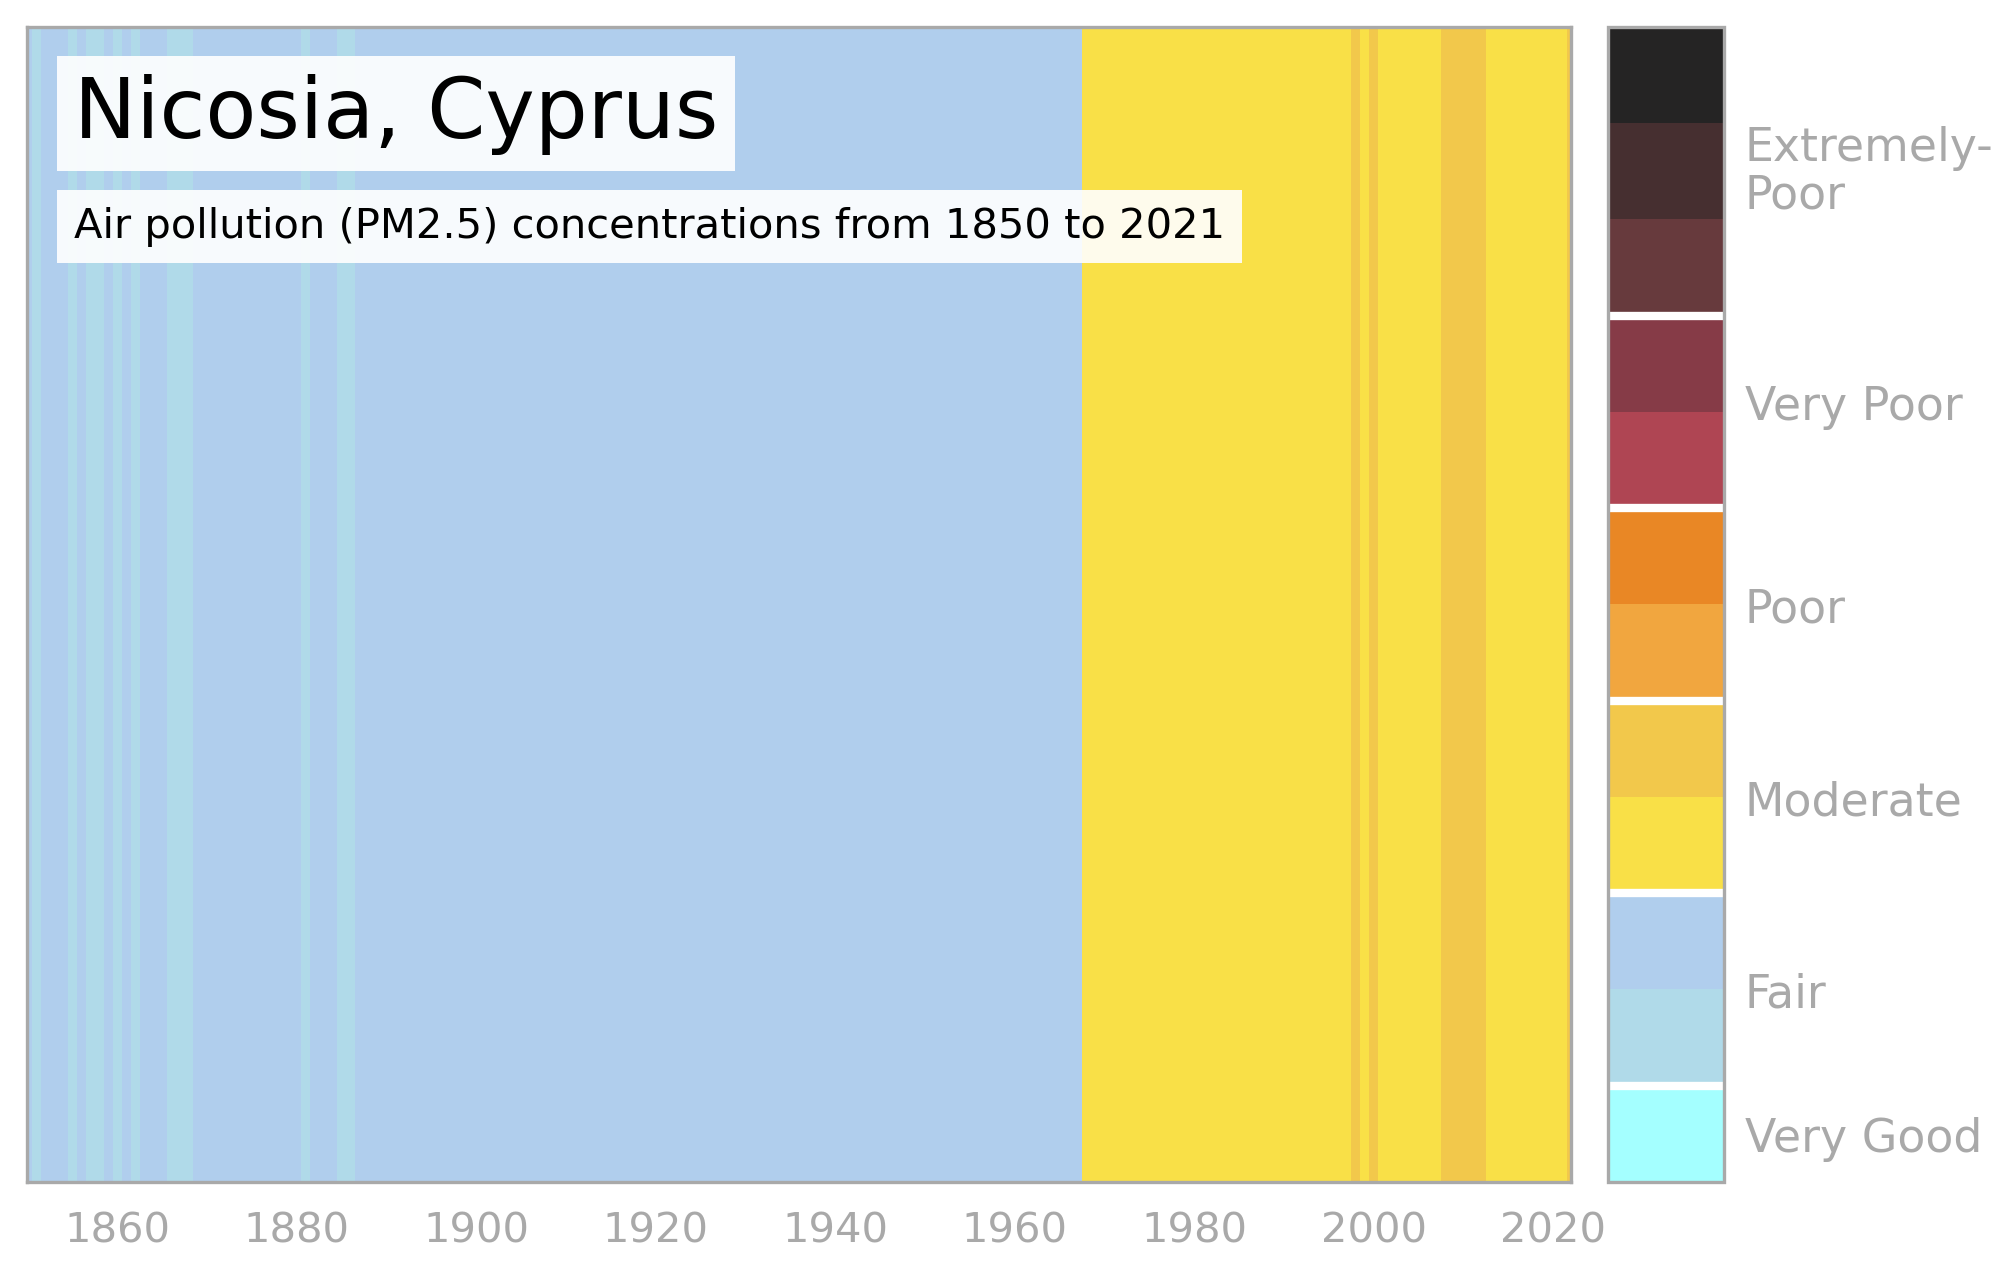 Nicosia, Cyprus
Air pollution (PM2.5) concentrations from 1850 to 2021
Extremely-
Poor
Very Poor
Poor
Moderate
Fair
Very Good
1860 1880 1900 1920 1940 1960 1980 2000 2020